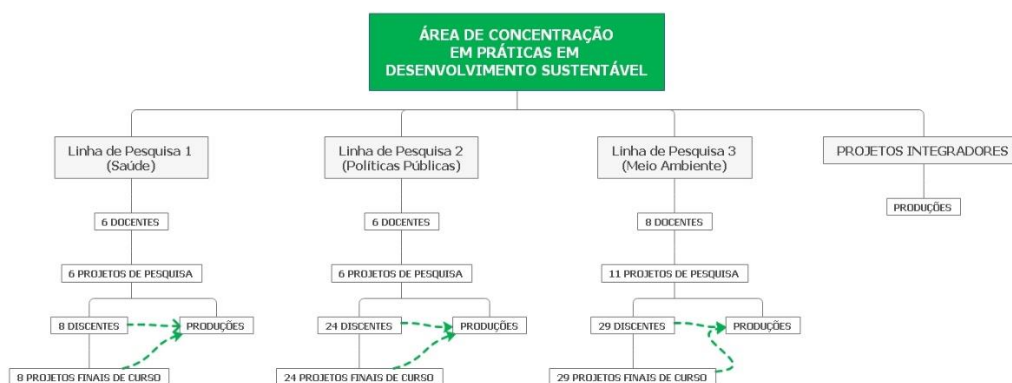 ÁREA DE CONCENTRAÇÃO
EM PRÁTICAS EM
DESENVOLVIMENTO SUSTENTÁVEL
Linha de Pesquisa 1
(Saúde)
Linha de Pesquisa 2
(Políticas Públicas)
Linha de Pesquisa 3
(Meio Ambiente)
PROJETOS INTEGRADORES
6 DOCENTES
6 DOCENTES
8 DOCENTES
PRODUÇÕES
6 PROJETOS DE PESQUISA
6 PROJETOS DE PESQUISA
11 PROJETOS DE PESQUISA
8 DISCENTES
PRODUÇÕES
24 DISCENTES
PRODUÇÕES
29 DISCENTES
PRODUÇÕES
8 PROJETOS FINAIS DE CURSO
24 PROJETOS FINAIS DE CURSO
29 PROJETOS FINAIS DE CURSO